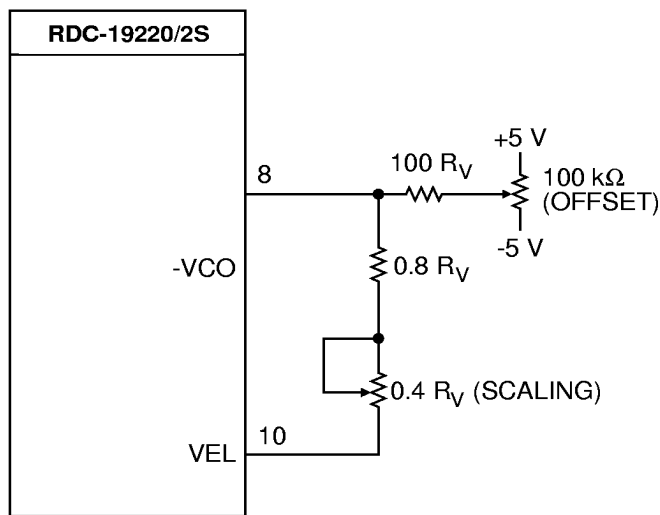 RDC-19220/2S
+5 V
100 R_V
8
100 kΩ
(OFFSET)
-5 V
-VCO
0.8 R_V
0.4 R_V (SCALING)
10
VEL